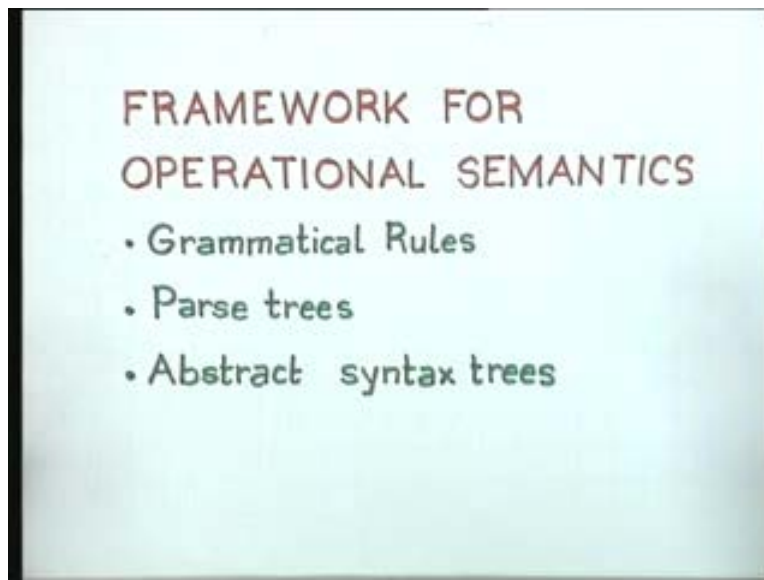 FRAMEWORK FOR
OPERATIONAL SEMANTICS
• Grammatical Rules
• Parse trees
• Abstract syntax trees